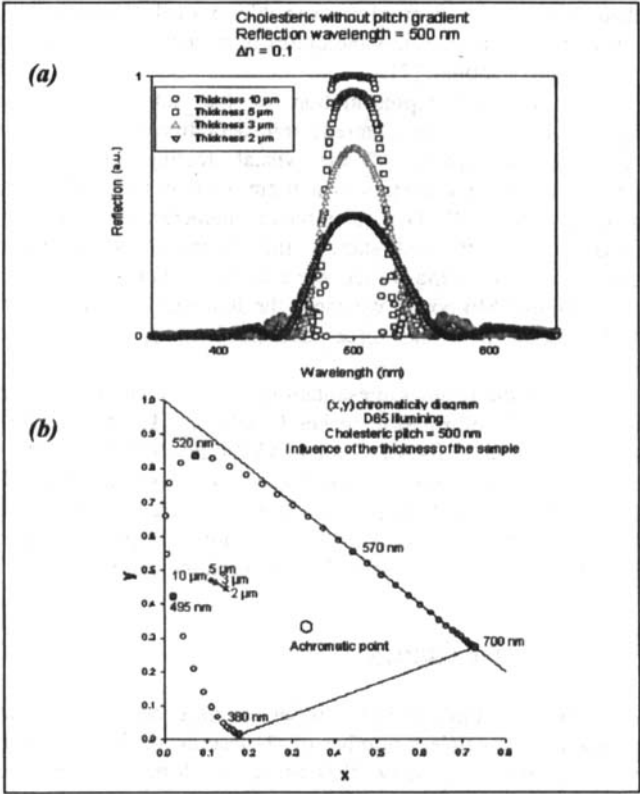 Cholesteric without pitch gradient
Reflection wavelength = 500 nm
Δn = 0.1
(a)
1
Thickness 10 µm
Thickness 5 µm
Thickness 3 µm
Thickness 2 µm
Reflection (a.u.)
0
400
600
800
Wavelength (nm)
(b)
(x,y) chromaticity diagram
D65 Illumining
Cholesteric pitch = 500 nm
Influence of the thickness of the sample
1.0
0.9
520 nm
0.8
0.7
0.6
570 nm
0.5
5 µm
10 µm
3 µm
2 µm
y
0.4
495 nm
0.3
Achromatic point
700 nm
0.2
0.1
380 nm
0.0
0.0 0.1 0.2 0.3 0.4 0.5 0.6 0.7 0.8
X